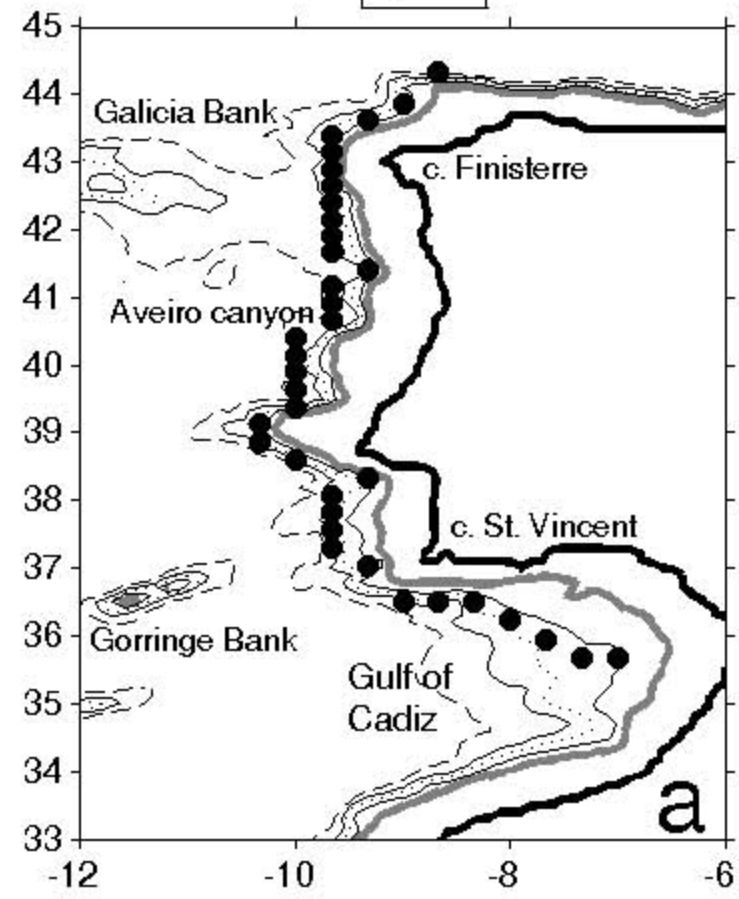 45
44
Galicia Bank
43
c. Finisterre
42
41
Aveiro canyon
40
39
38
c. St. Vincent
37
36
Gorringe Bank
35
Gulf of
Cadiz
34
a
33
-12 -10 -8 -6